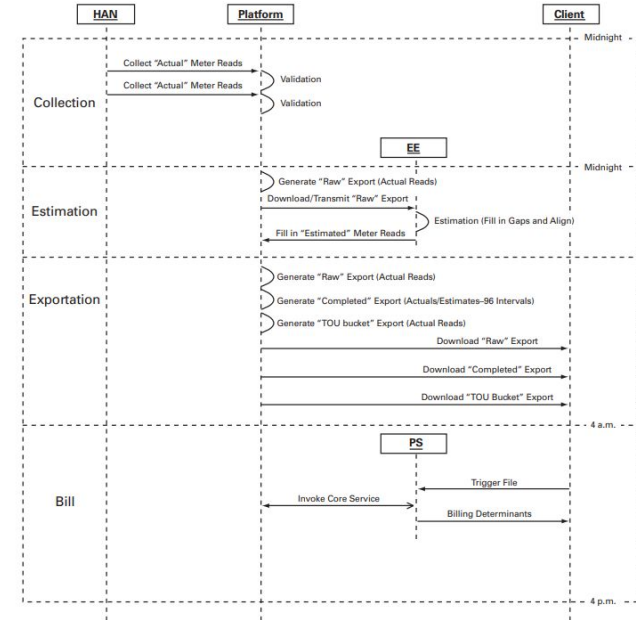 HAN
Platform
Client
Midnight
Collect “Actual” Meter Reads
Validation
Collect “Actual” Meter Reads
Validation
Collection
EE
Midnight
Generate “Raw” Export (Actual Reads)
Download/Transmit “Raw” Export
Estimation
Estimation (Fill in Gaps and Align)
Fill in “Estimated” Meter Reads
Generate “Raw” Export (Actual Reads)
Exportation
Generate “Completed” Export (Actuals/Estimates–96 Intervals)
Generate “TOU bucket” Export (Actual Reads)
Download “Raw” Export
Download “Completed” Export
Download “TOU Bucket” Export
4 a.m.
PS
Trigger File
Bill
Invoke Core Service
Billing Determinants
4 p.m.